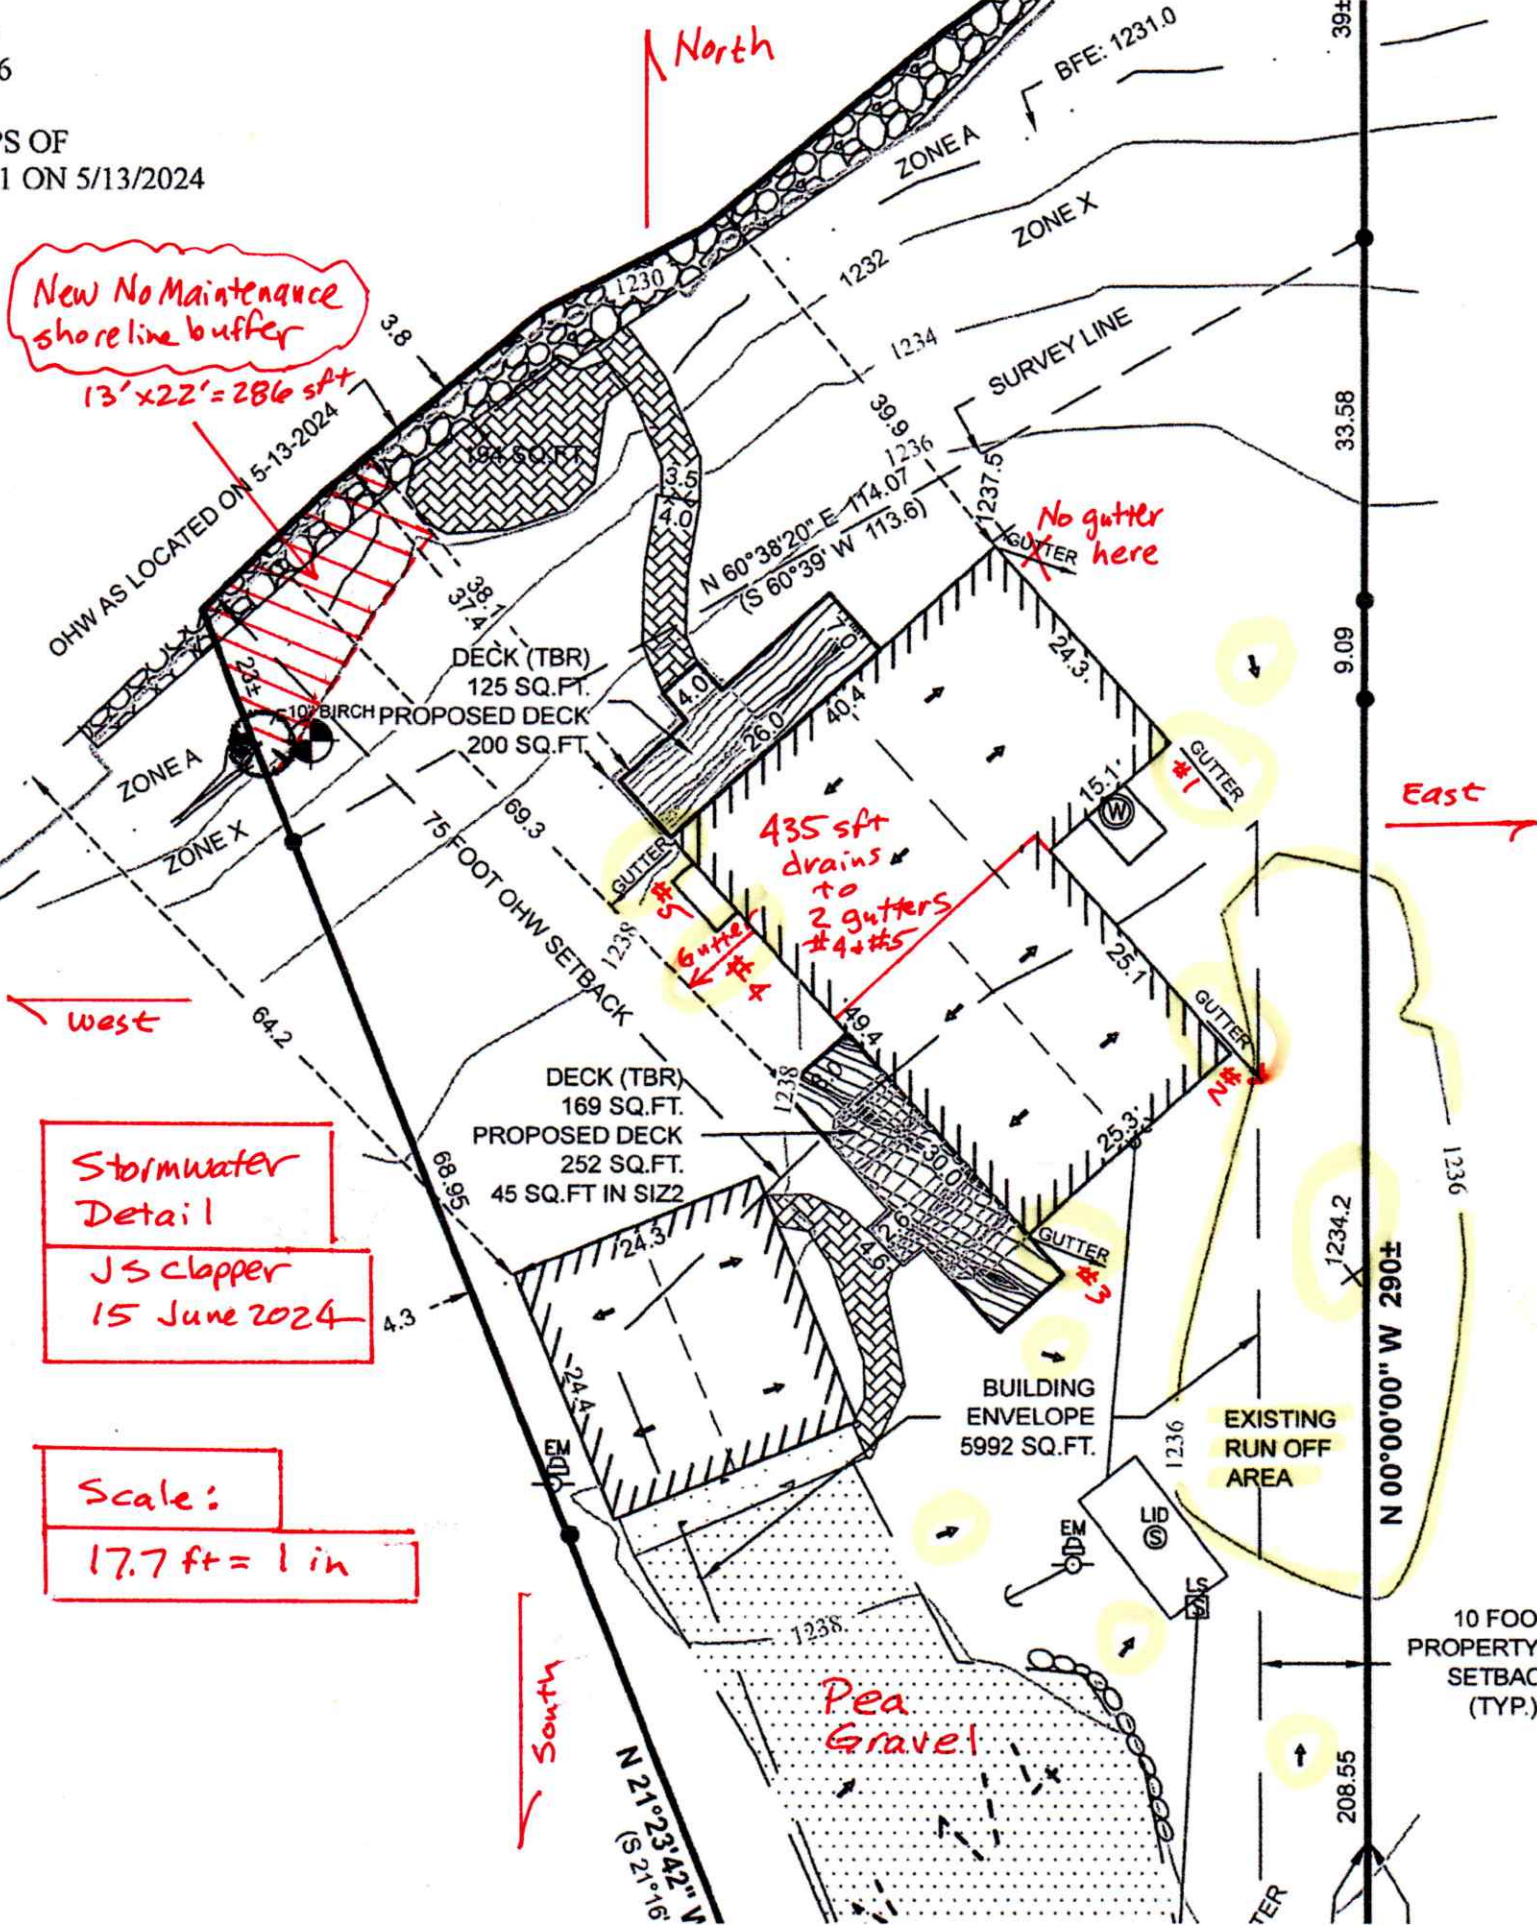 6
PS OF
1 ON 5/13/2024
North
BFE: 1231.0
39±
ZONE A
ZONE X
1230
1232
1234
1236
SURVEY LINE
New No Maintenance
shoreline buffer
13'x22'=286 sft
3.8
OHW AS LOCATED ON 5-13-2024
194 SQ.FT.
3.5
4.0
39.9
33.58
1237.5
N 60°38'20" E 114.07
(S 60°39' W 113.6)
GUTTER
No gutter
here
38.1
37.4
DECK (TBR)
125 SQ.FT.
PROPOSED DECK
200 SQ.FT.
4.0
7.0
26.0
40.4
24.3
9.09
23±
10" BIRCH
ZONE A
ZONE X
15.1'
W
GUTTER
#1
East
69.3
75 FOOT OHW SETBACK
435 sft
drains
to
2 gutters
#4+#5
GUTTER
#5
Gutter
#4
1238
West
64.2
25.1
GUTTER
#2
49.4
8.0
1238
DECK (TBR)
169 SQ.FT.
PROPOSED DECK
252 SQ.FT.
45 SQ.FT IN SIZ2
30.0
25.3'
1236
1234.2
Stormwater
Detail
JS Clapper
15 June 2024
68.95
24.3
2.6
4.6
GUTTER
#3
4.3
24.4
BUILDING
ENVELOPE
5992 SQ.FT.
1236
EXISTING
RUN OFF
AREA
N 00°00'00" W 290±
EM
Scale:
17.7 ft = 1 in
EM
LID
S
LS
S
1238
10 FOO
PROPERTY
SETBAC
(TYP.)
Pea
Gravel
South
N 21°23'42" W
(S 21°16'
208.55
TER